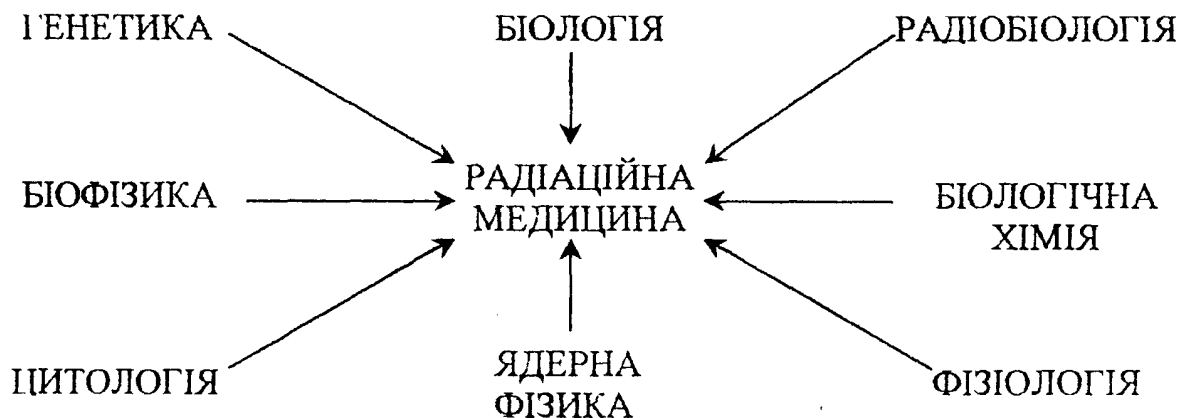 ГЕНЕТИКА
БІОЛОГІЯ
РАДІОБІОЛОГІЯ
БІОФІЗИКА
РАДІАЦІЙНА
МЕДИЦИНА
БІОЛОГІЧНА
ХІМІЯ
ЦИТОЛОГІЯ
ЯДЕРНА
ФІЗИКА
ФІЗІОЛОГІЯ